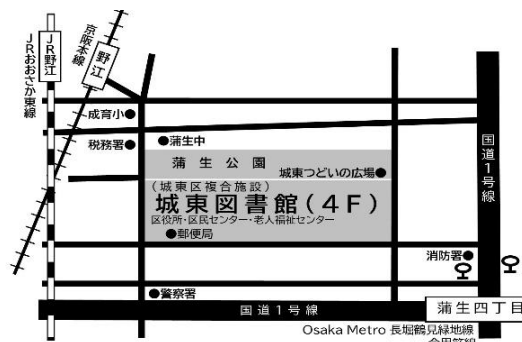 JR野江
JRおおさか東線
京阪本線
野江
成育小●
税務署●
●蒲生中
蒲生公園
城東つどいの広場●
(城東区複合施設)
城東図書館(4F)
区役所・区民センター・老人福祉センター
●郵便局
国道1号線
消防署●
●警察署
国道1号線
蒲生四丁目
Osaka Metro 長堀鶴見緑地線